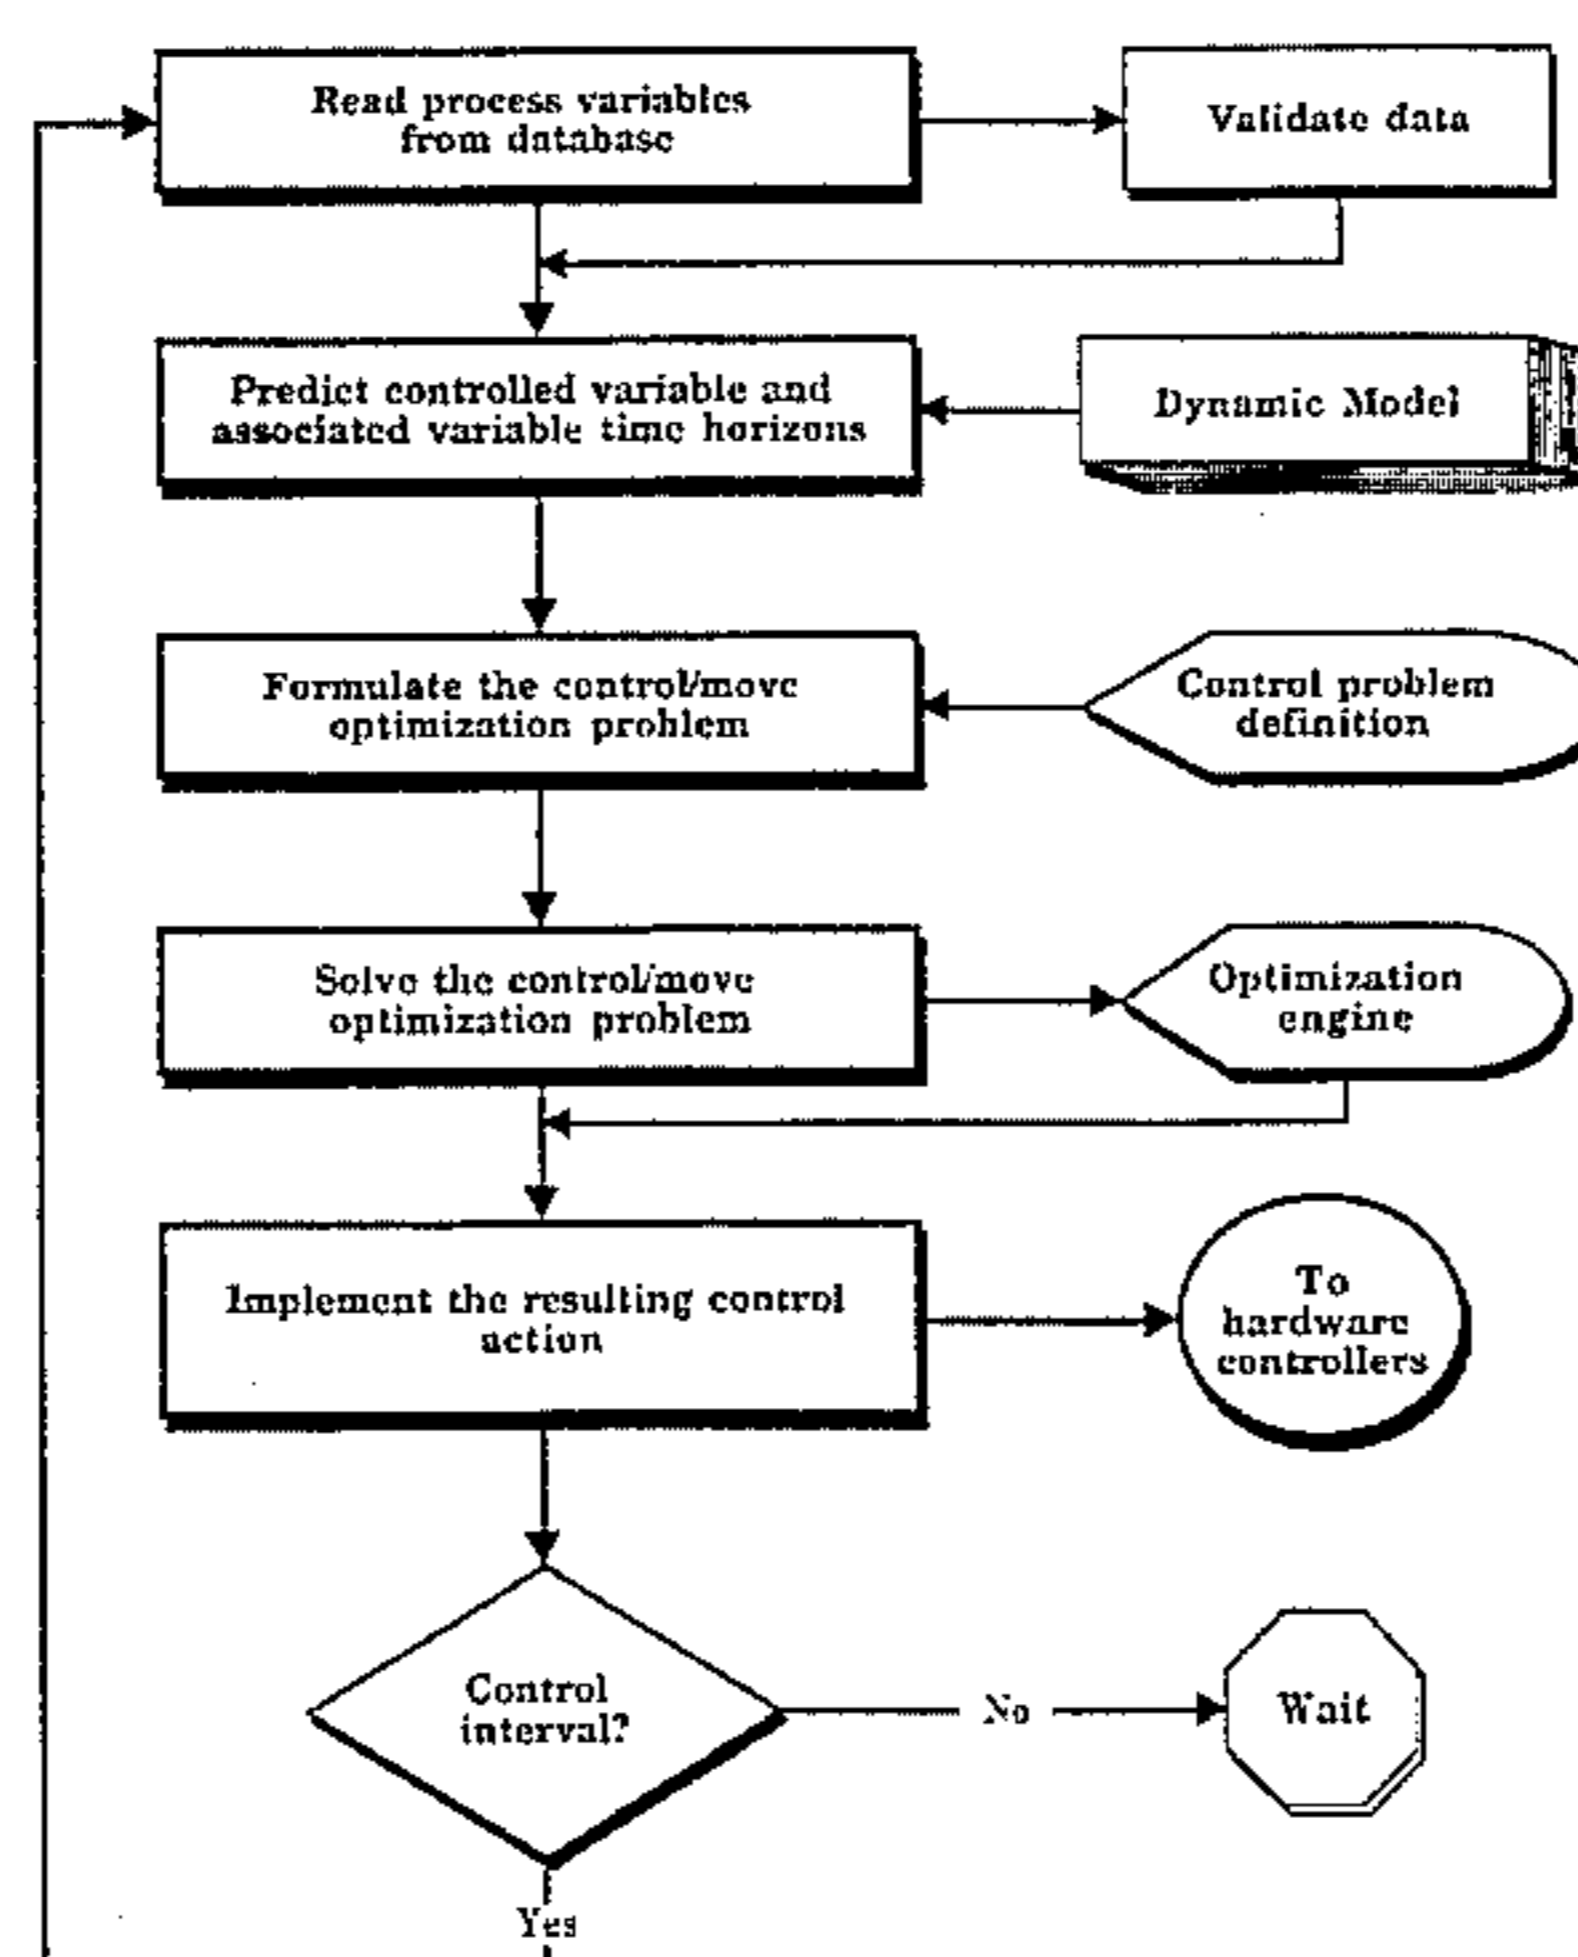 Read process variables
from database
Validate data
Predict controlled variable and
associated variable time horizons
Dynamic Model
Formulate the control/move
optimization problem
Control problem
definition
Solve the control/move
optimization problem
Optimization
engine
Implement the resulting control
action
To
hardware
controllers
Control
interval?
No
Wait
Yes